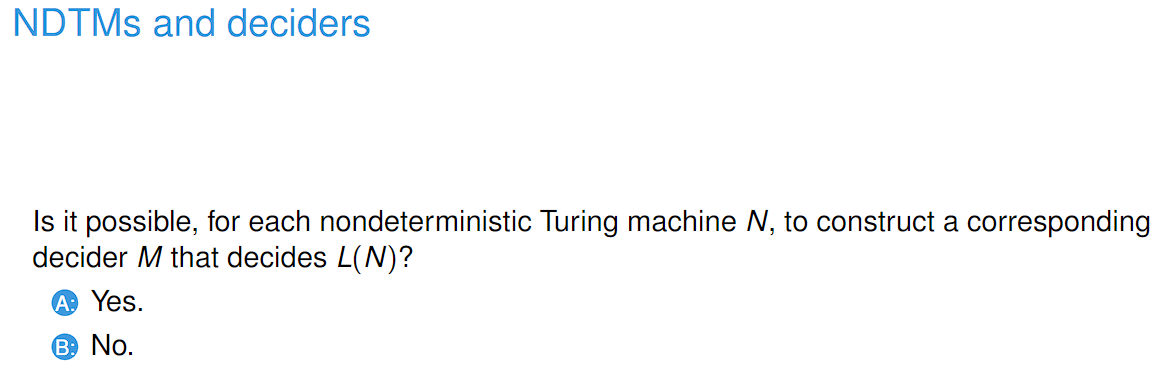 NDTMs and deciders
Is it possible, for each nondeterministic Turing machine N, to construct a corresponding
decider M that decides L(N)?
A: Yes.
B: No.